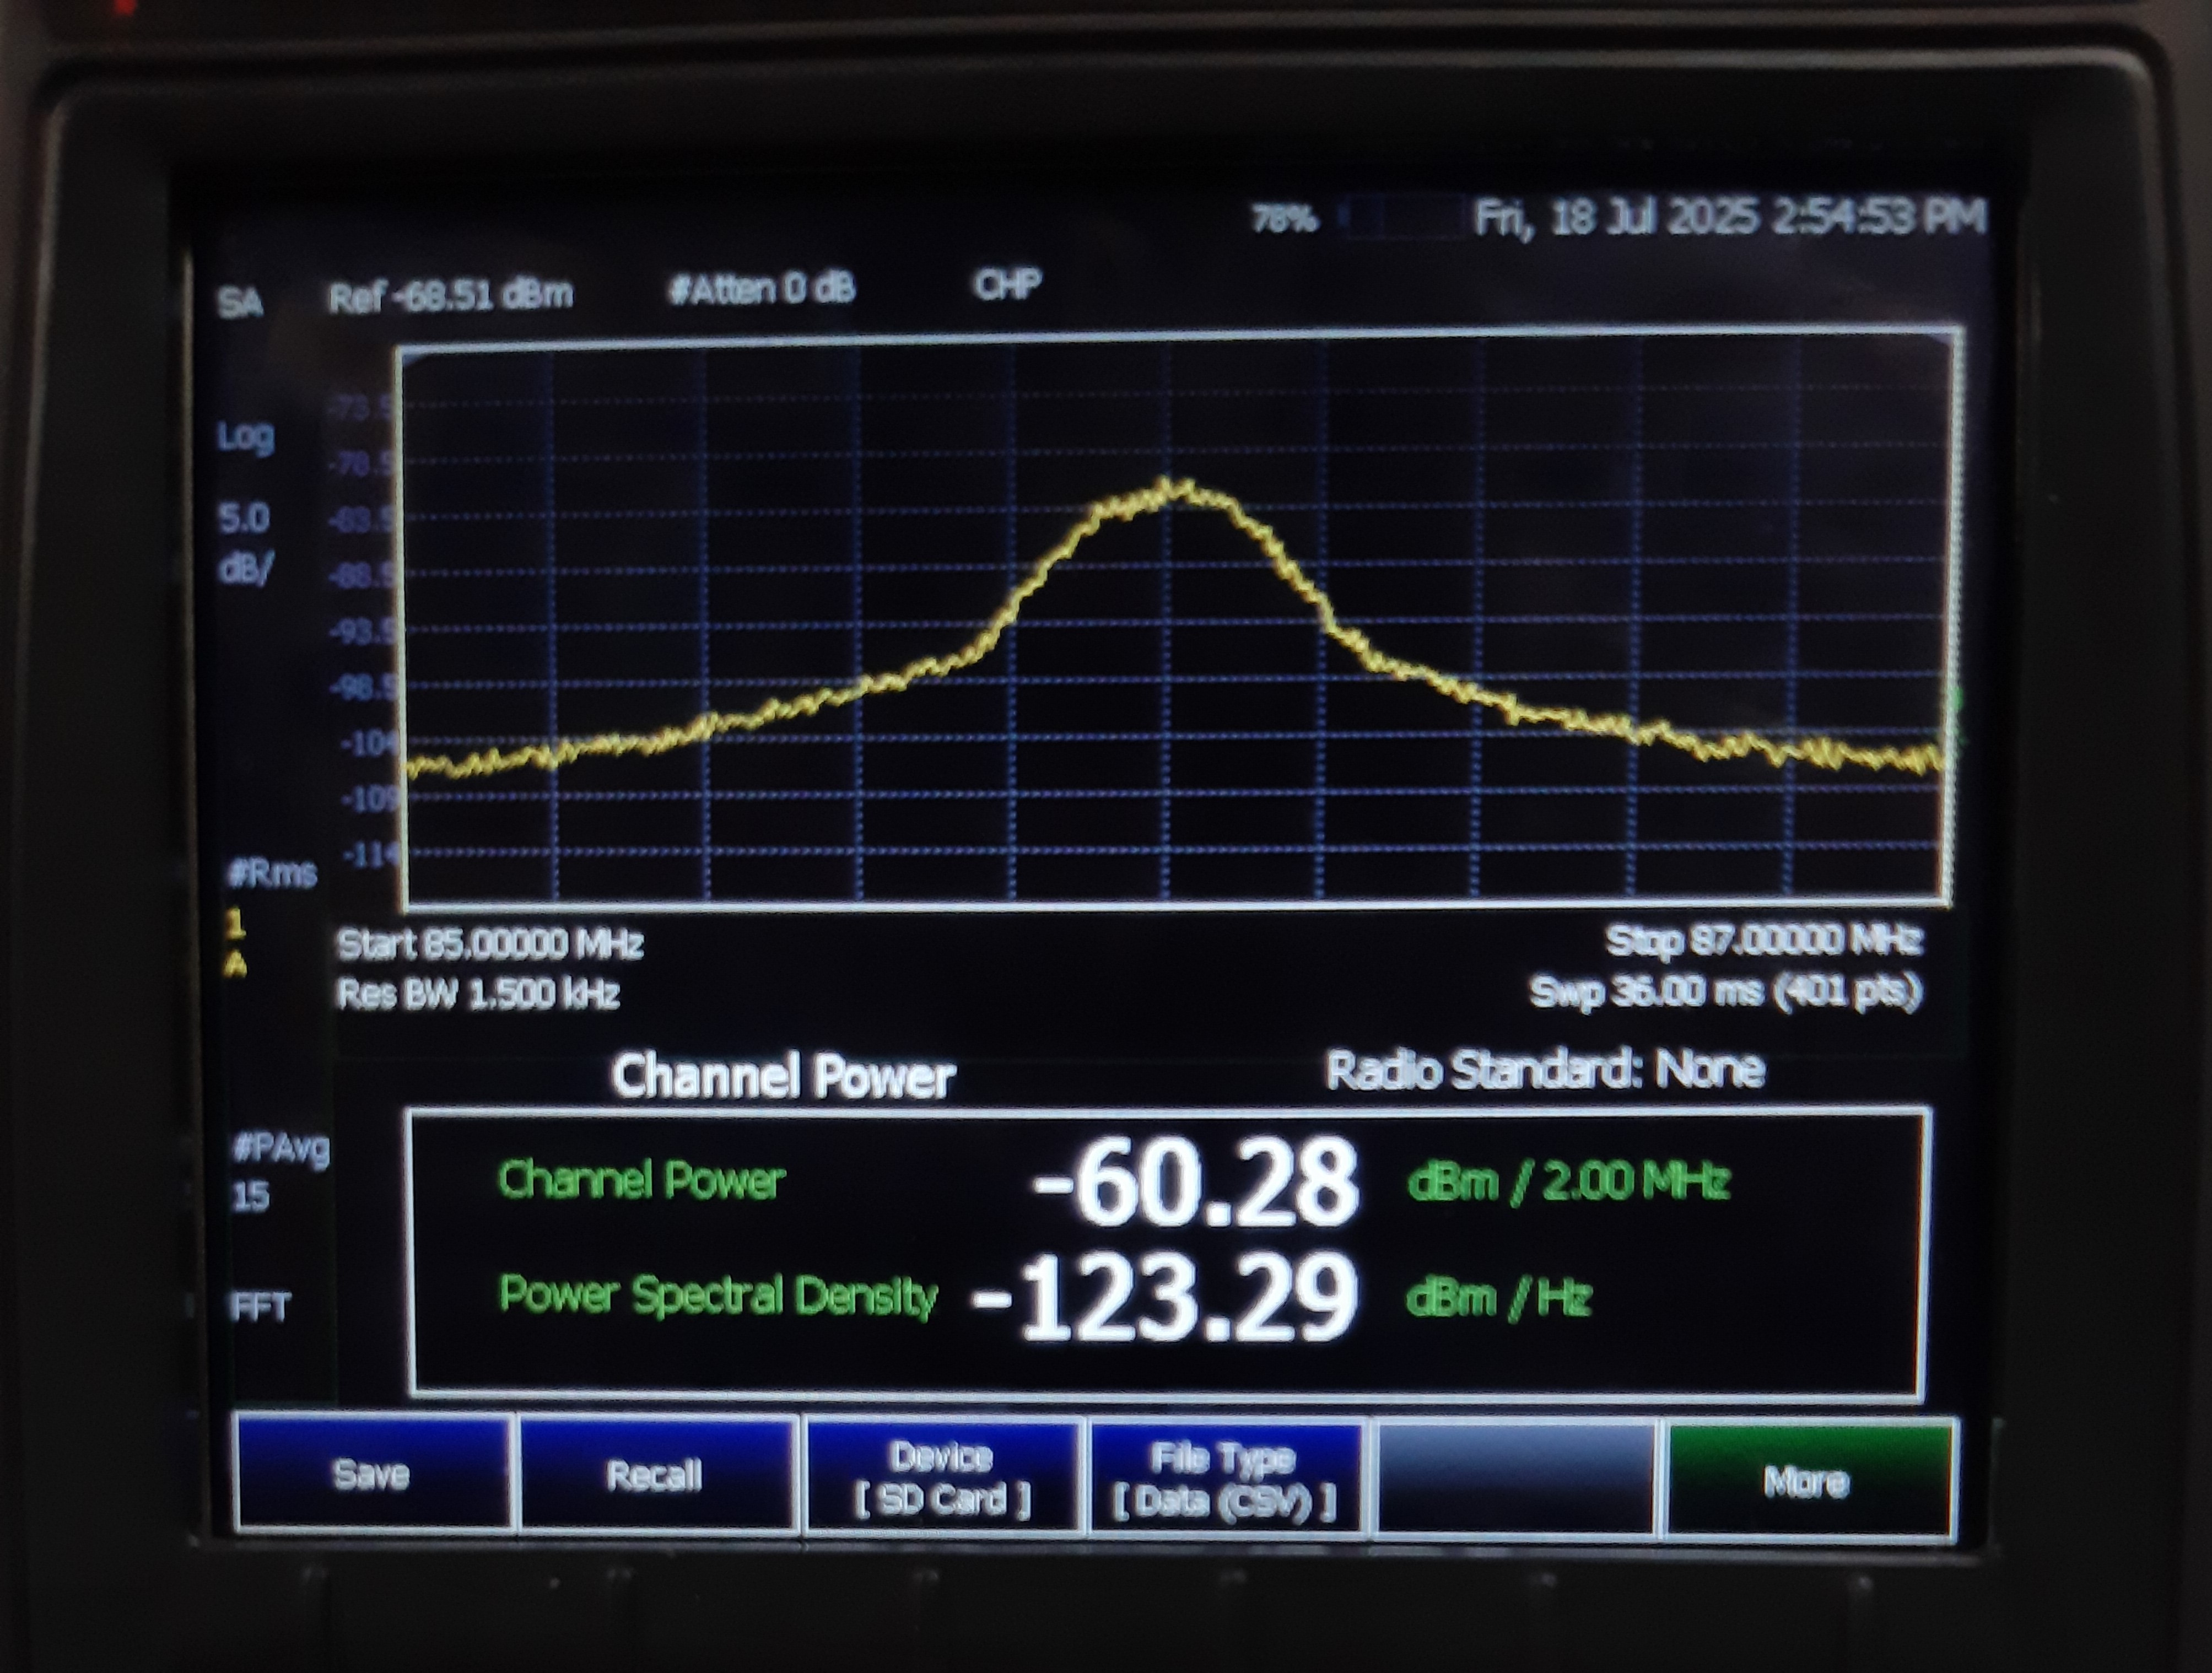 78% Fri, 18 Jul 2025 2:54:53 PM
SA Ref -68.51 dBm #Atten 0 dB CHP
-73.5
Log
-78.5
5.0
-83.5
dB/
-88.5
-93.5
-98.5
-104
-109
-114
#Rms
1
A
Start 85.00000 MHz Stop 87.00000 MHz
Res BW 1.500 kHz Swp 36.00 ms (401 pts)
Channel Power Radio Standard: None
#PAvg
15
Channel Power -60.28 dBm / 2.00 MHz
Power Spectral Density -123.29 dBm / Hz
FFT
Save
Recall
Device
[ SD Card ]
File Type
[ Data (CSV) ]
More